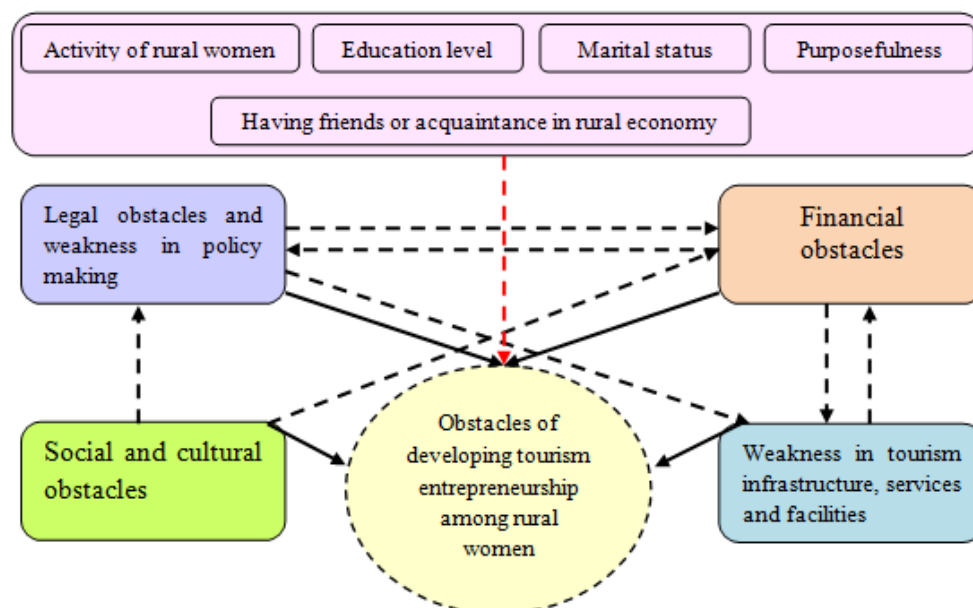 Activity of rural women
Education level
Marital status
Purposefulness
Having friends or acquaintance in rural economy
Legal obstacles and
weakness in policy
making
Financial
obstacles
Social and cultural
obstacles
Obstacles of
developing tourism
entrepreneurship
among rural
women
Weakness in tourism
infrastructure, services
and facilities